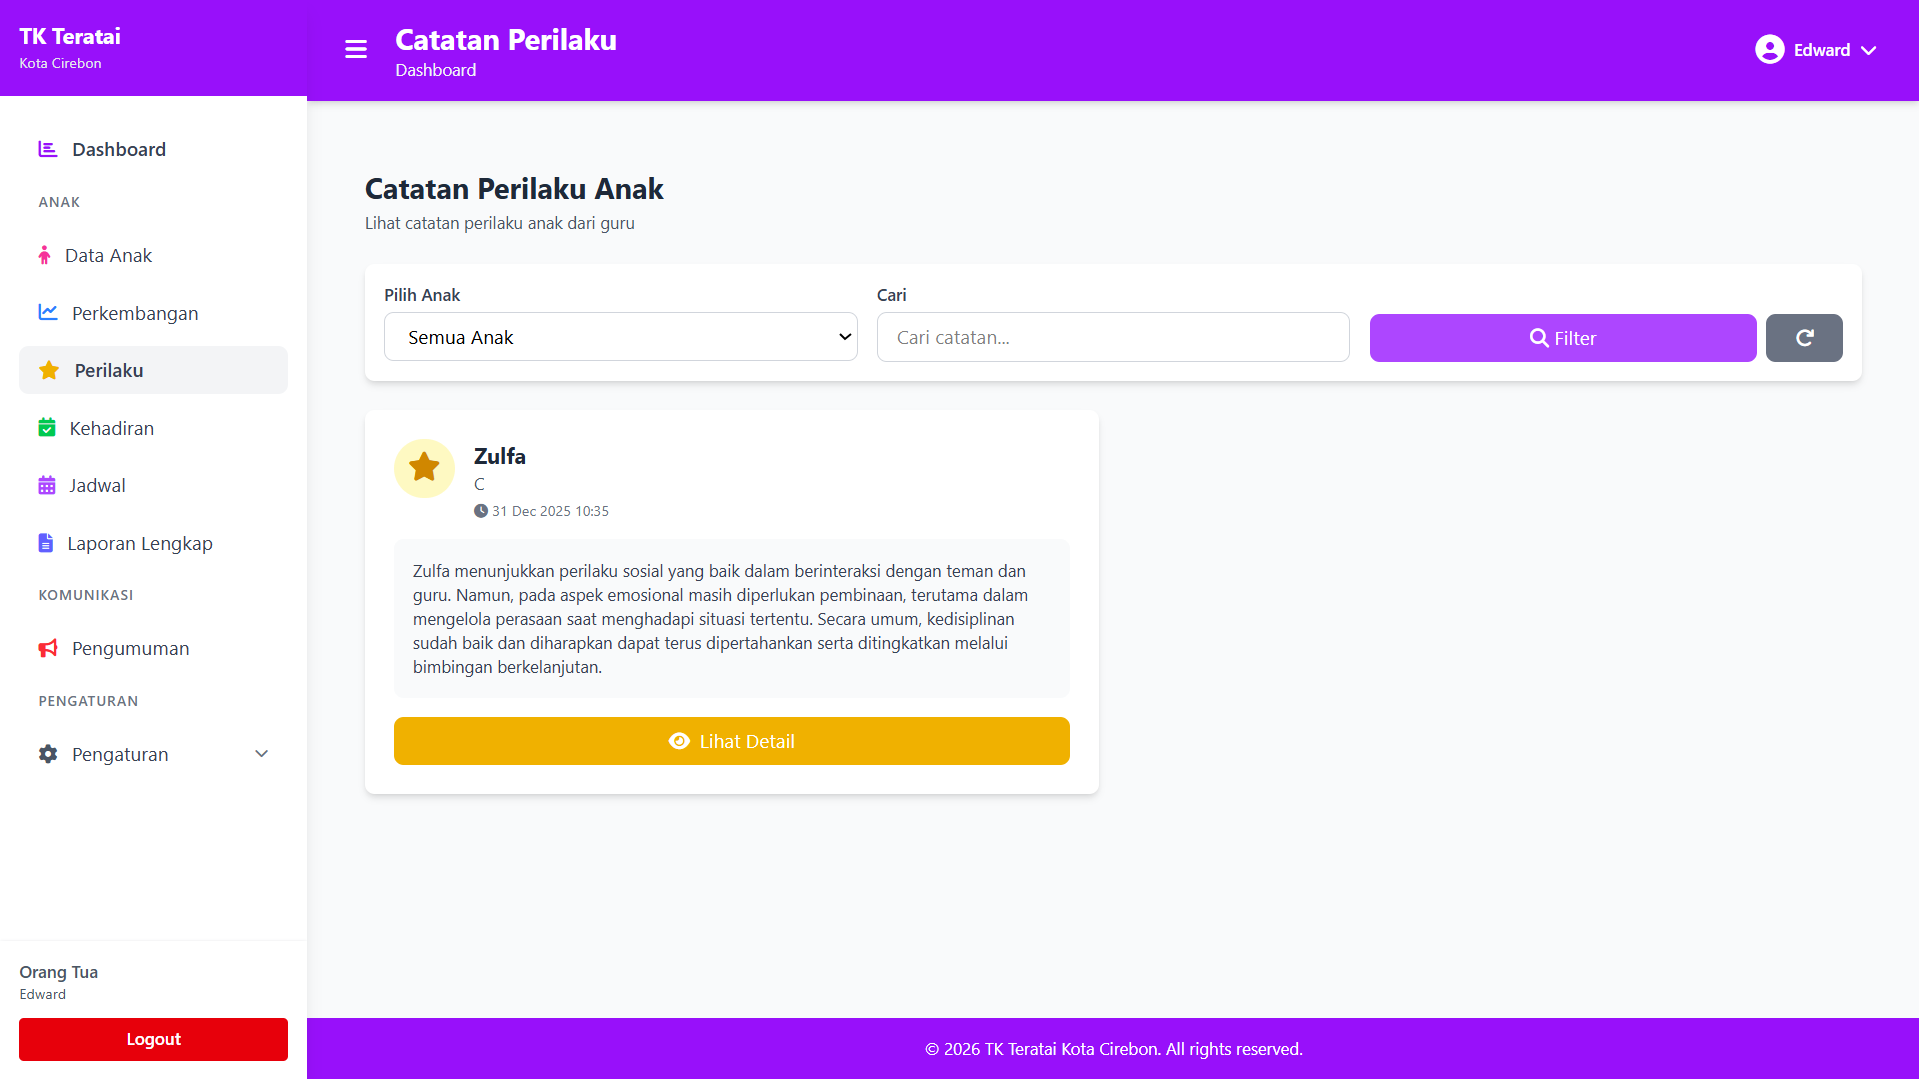 TK Teratai
Kota Cirebon
Dashboard
ANAK
Data Anak
Perkembangan
Perilaku
Kehadiran
Jadwal
Laporan Lengkap
KOMUNIKASI
Pengumuman
PENGATURAN
Pengaturan
Orang Tua
Edward
Logout
Catatan Perilaku
Dashboard
Edward
Catatan Perilaku Anak
Lihat catatan perilaku anak dari guru
Pilih Anak
Semua Anak
Cari
Cari catatan...
Filter
Zulfa
C
31 Dec 2025 10:35
Zulfa menunjukkan perilaku sosial yang baik dalam berinteraksi dengan teman dan
guru. Namun, pada aspek emosional masih diperlukan pembinaan, terutama dalam
mengelola perasaan saat menghadapi situasi tertentu. Secara umum, kedisiplinan
sudah baik dan diharapkan dapat terus dipertahankan serta ditingkatkan melalui
bimbingan berkelanjutan.
Lihat Detail
© 2026 TK Teratai Kota Cirebon. All rights reserved.